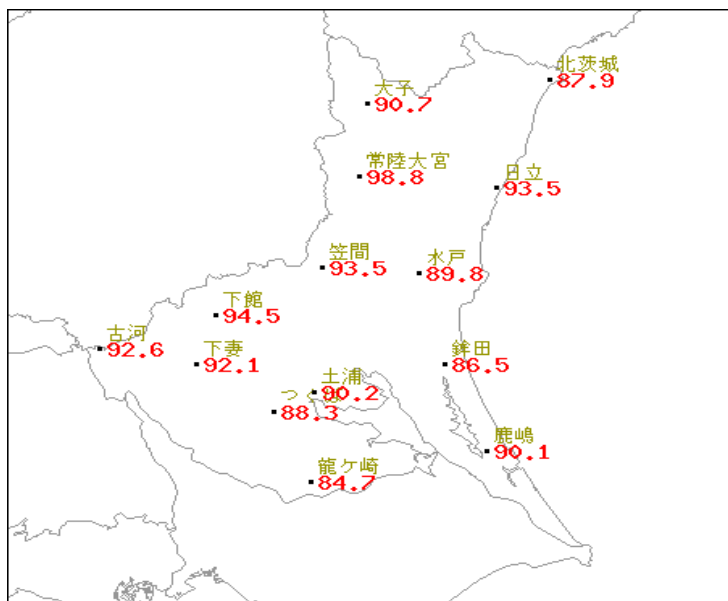 北茨城
87.9
大子
90.7
常陸大宮
98.8
日立
93.5
笠間
93.5
水戸
89.8
下館
94.5
古河
92.6
下妻
92.1
鉾田
86.5
土浦
90.2
つくば
88.3
鹿嶋
90.1
龍ケ崎
84.7